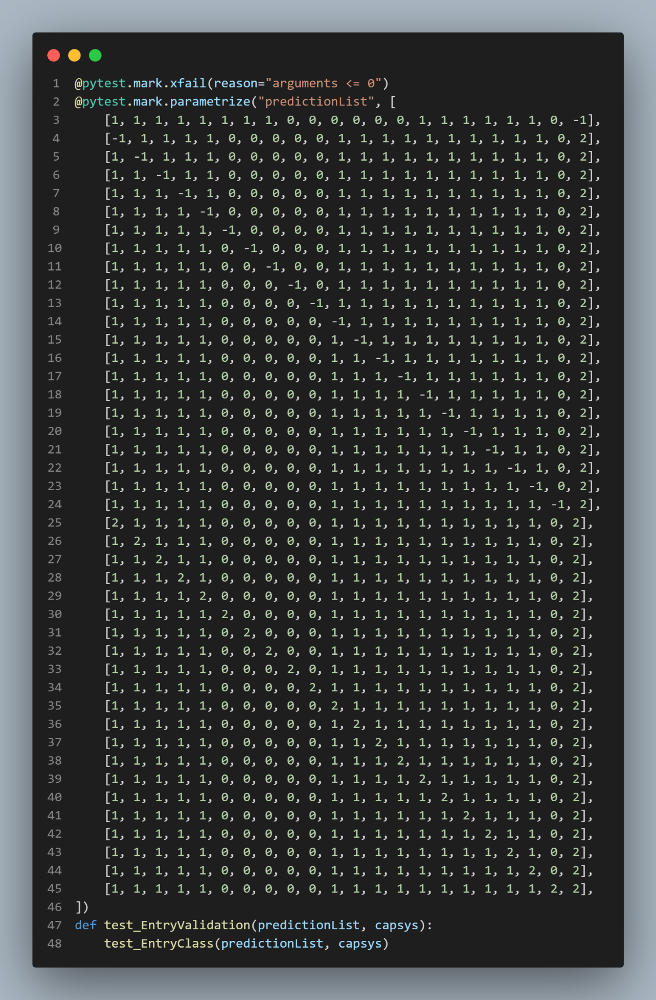 1 @pytest.mark.xfail(reason="arguments <= 0")
2 @pytest.mark.parametrize("predictionList", [
3 [1, 1, 1, 1, 1, 1, 1, 1, 0, 0, 0, 0, 0, 0, 1, 1, 1, 1, 1, 1, 0, -1],
4 [-1, 1, 1, 1, 1, 0, 0, 0, 0, 0, 1, 1, 1, 1, 1, 1, 1, 1, 1, 1, 0, 2],
5 [1, -1, 1, 1, 1, 0, 0, 0, 0, 0, 1, 1, 1, 1, 1, 1, 1, 1, 1, 1, 0, 2],
6 [1, 1, -1, 1, 1, 0, 0, 0, 0, 0, 1, 1, 1, 1, 1, 1, 1, 1, 1, 1, 0, 2],
7 [1, 1, 1, -1, 1, 0, 0, 0, 0, 0, 1, 1, 1, 1, 1, 1, 1, 1, 1, 1, 0, 2],
8 [1, 1, 1, 1, -1, 0, 0, 0, 0, 0, 1, 1, 1, 1, 1, 1, 1, 1, 1, 1, 0, 2],
9 [1, 1, 1, 1, 1, -1, 0, 0, 0, 0, 1, 1, 1, 1, 1, 1, 1, 1, 1, 1, 0, 2],
10 [1, 1, 1, 1, 1, 0, -1, 0, 0, 0, 1, 1, 1, 1, 1, 1, 1, 1, 1, 1, 0, 2],
11 [1, 1, 1, 1, 1, 0, 0, -1, 0, 0, 1, 1, 1, 1, 1, 1, 1, 1, 1, 1, 0, 2],
12 [1, 1, 1, 1, 1, 0, 0, 0, -1, 0, 1, 1, 1, 1, 1, 1, 1, 1, 1, 1, 0, 2],
13 [1, 1, 1, 1, 1, 0, 0, 0, 0, -1, 1, 1, 1, 1, 1, 1, 1, 1, 1, 1, 0, 2],
14 [1, 1, 1, 1, 1, 0, 0, 0, 0, 0, -1, 1, 1, 1, 1, 1, 1, 1, 1, 1, 0, 2],
15 [1, 1, 1, 1, 1, 0, 0, 0, 0, 0, 1, -1, 1, 1, 1, 1, 1, 1, 1, 1, 0, 2],
16 [1, 1, 1, 1, 1, 0, 0, 0, 0, 0, 1, 1, -1, 1, 1, 1, 1, 1, 1, 1, 0, 2],
17 [1, 1, 1, 1, 1, 0, 0, 0, 0, 0, 1, 1, 1, -1, 1, 1, 1, 1, 1, 1, 0, 2],
18 [1, 1, 1, 1, 1, 0, 0, 0, 0, 0, 1, 1, 1, 1, -1, 1, 1, 1, 1, 1, 0, 2],
19 [1, 1, 1, 1, 1, 0, 0, 0, 0, 0, 1, 1, 1, 1, 1, -1, 1, 1, 1, 1, 0, 2],
20 [1, 1, 1, 1, 1, 0, 0, 0, 0, 0, 1, 1, 1, 1, 1, 1, -1, 1, 1, 1, 0, 2],
21 [1, 1, 1, 1, 1, 0, 0, 0, 0, 0, 1, 1, 1, 1, 1, 1, 1, -1, 1, 1, 0, 2],
22 [1, 1, 1, 1, 1, 0, 0, 0, 0, 0, 1, 1, 1, 1, 1, 1, 1, 1, -1, 1, 0, 2],
23 [1, 1, 1, 1, 1, 0, 0, 0, 0, 0, 1, 1, 1, 1, 1, 1, 1, 1, 1, -1, 0, 2],
24 [1, 1, 1, 1, 1, 0, 0, 0, 0, 0, 1, 1, 1, 1, 1, 1, 1, 1, 1, 1, -1, 2],
25 [2, 1, 1, 1, 1, 0, 0, 0, 0, 0, 1, 1, 1, 1, 1, 1, 1, 1, 1, 1, 0, 2],
26 [1, 2, 1, 1, 1, 0, 0, 0, 0, 0, 1, 1, 1, 1, 1, 1, 1, 1, 1, 1, 0, 2],
27 [1, 1, 2, 1, 1, 0, 0, 0, 0, 0, 1, 1, 1, 1, 1, 1, 1, 1, 1, 1, 0, 2],
28 [1, 1, 1, 2, 1, 0, 0, 0, 0, 0, 1, 1, 1, 1, 1, 1, 1, 1, 1, 1, 0, 2],
29 [1, 1, 1, 1, 2, 0, 0, 0, 0, 0, 1, 1, 1, 1, 1, 1, 1, 1, 1, 1, 0, 2],
30 [1, 1, 1, 1, 1, 2, 0, 0, 0, 0, 1, 1, 1, 1, 1, 1, 1, 1, 1, 1, 0, 2],
31 [1, 1, 1, 1, 1, 0, 2, 0, 0, 0, 1, 1, 1, 1, 1, 1, 1, 1, 1, 1, 0, 2],
32 [1, 1, 1, 1, 1, 0, 0, 2, 0, 0, 1, 1, 1, 1, 1, 1, 1, 1, 1, 1, 0, 2],
33 [1, 1, 1, 1, 1, 0, 0, 0, 2, 0, 1, 1, 1, 1, 1, 1, 1, 1, 1, 1, 0, 2],
34 [1, 1, 1, 1, 1, 0, 0, 0, 0, 2, 1, 1, 1, 1, 1, 1, 1, 1, 1, 1, 0, 2],
35 [1, 1, 1, 1, 1, 0, 0, 0, 0, 0, 2, 1, 1, 1, 1, 1, 1, 1, 1, 1, 0, 2],
36 [1, 1, 1, 1, 1, 0, 0, 0, 0, 0, 1, 2, 1, 1, 1, 1, 1, 1, 1, 1, 0, 2],
37 [1, 1, 1, 1, 1, 0, 0, 0, 0, 0, 1, 1, 2, 1, 1, 1, 1, 1, 1, 1, 0, 2],
38 [1, 1, 1, 1, 1, 0, 0, 0, 0, 0, 1, 1, 1, 2, 1, 1, 1, 1, 1, 1, 0, 2],
39 [1, 1, 1, 1, 1, 0, 0, 0, 0, 0, 1, 1, 1, 1, 2, 1, 1, 1, 1, 1, 0, 2],
40 [1, 1, 1, 1, 1, 0, 0, 0, 0, 0, 1, 1, 1, 1, 1, 2, 1, 1, 1, 1, 0, 2],
41 [1, 1, 1, 1, 1, 0, 0, 0, 0, 0, 1, 1, 1, 1, 1, 1, 2, 1, 1, 1, 0, 2],
42 [1, 1, 1, 1, 1, 0, 0, 0, 0, 0, 1, 1, 1, 1, 1, 1, 1, 2, 1, 1, 0, 2],
43 [1, 1, 1, 1, 1, 0, 0, 0, 0, 0, 1, 1, 1, 1, 1, 1, 1, 1, 2, 1, 0, 2],
44 [1, 1, 1, 1, 1, 0, 0, 0, 0, 0, 1, 1, 1, 1, 1, 1, 1, 1, 1, 2, 0, 2],
45 [1, 1, 1, 1, 1, 0, 0, 0, 0, 0, 1, 1, 1, 1, 1, 1, 1, 1, 1, 1, 2, 2],
46 ])
47 def test_EntryValidation(predictionList, capsys):
48 test_EntryClass(predictionList, capsys)